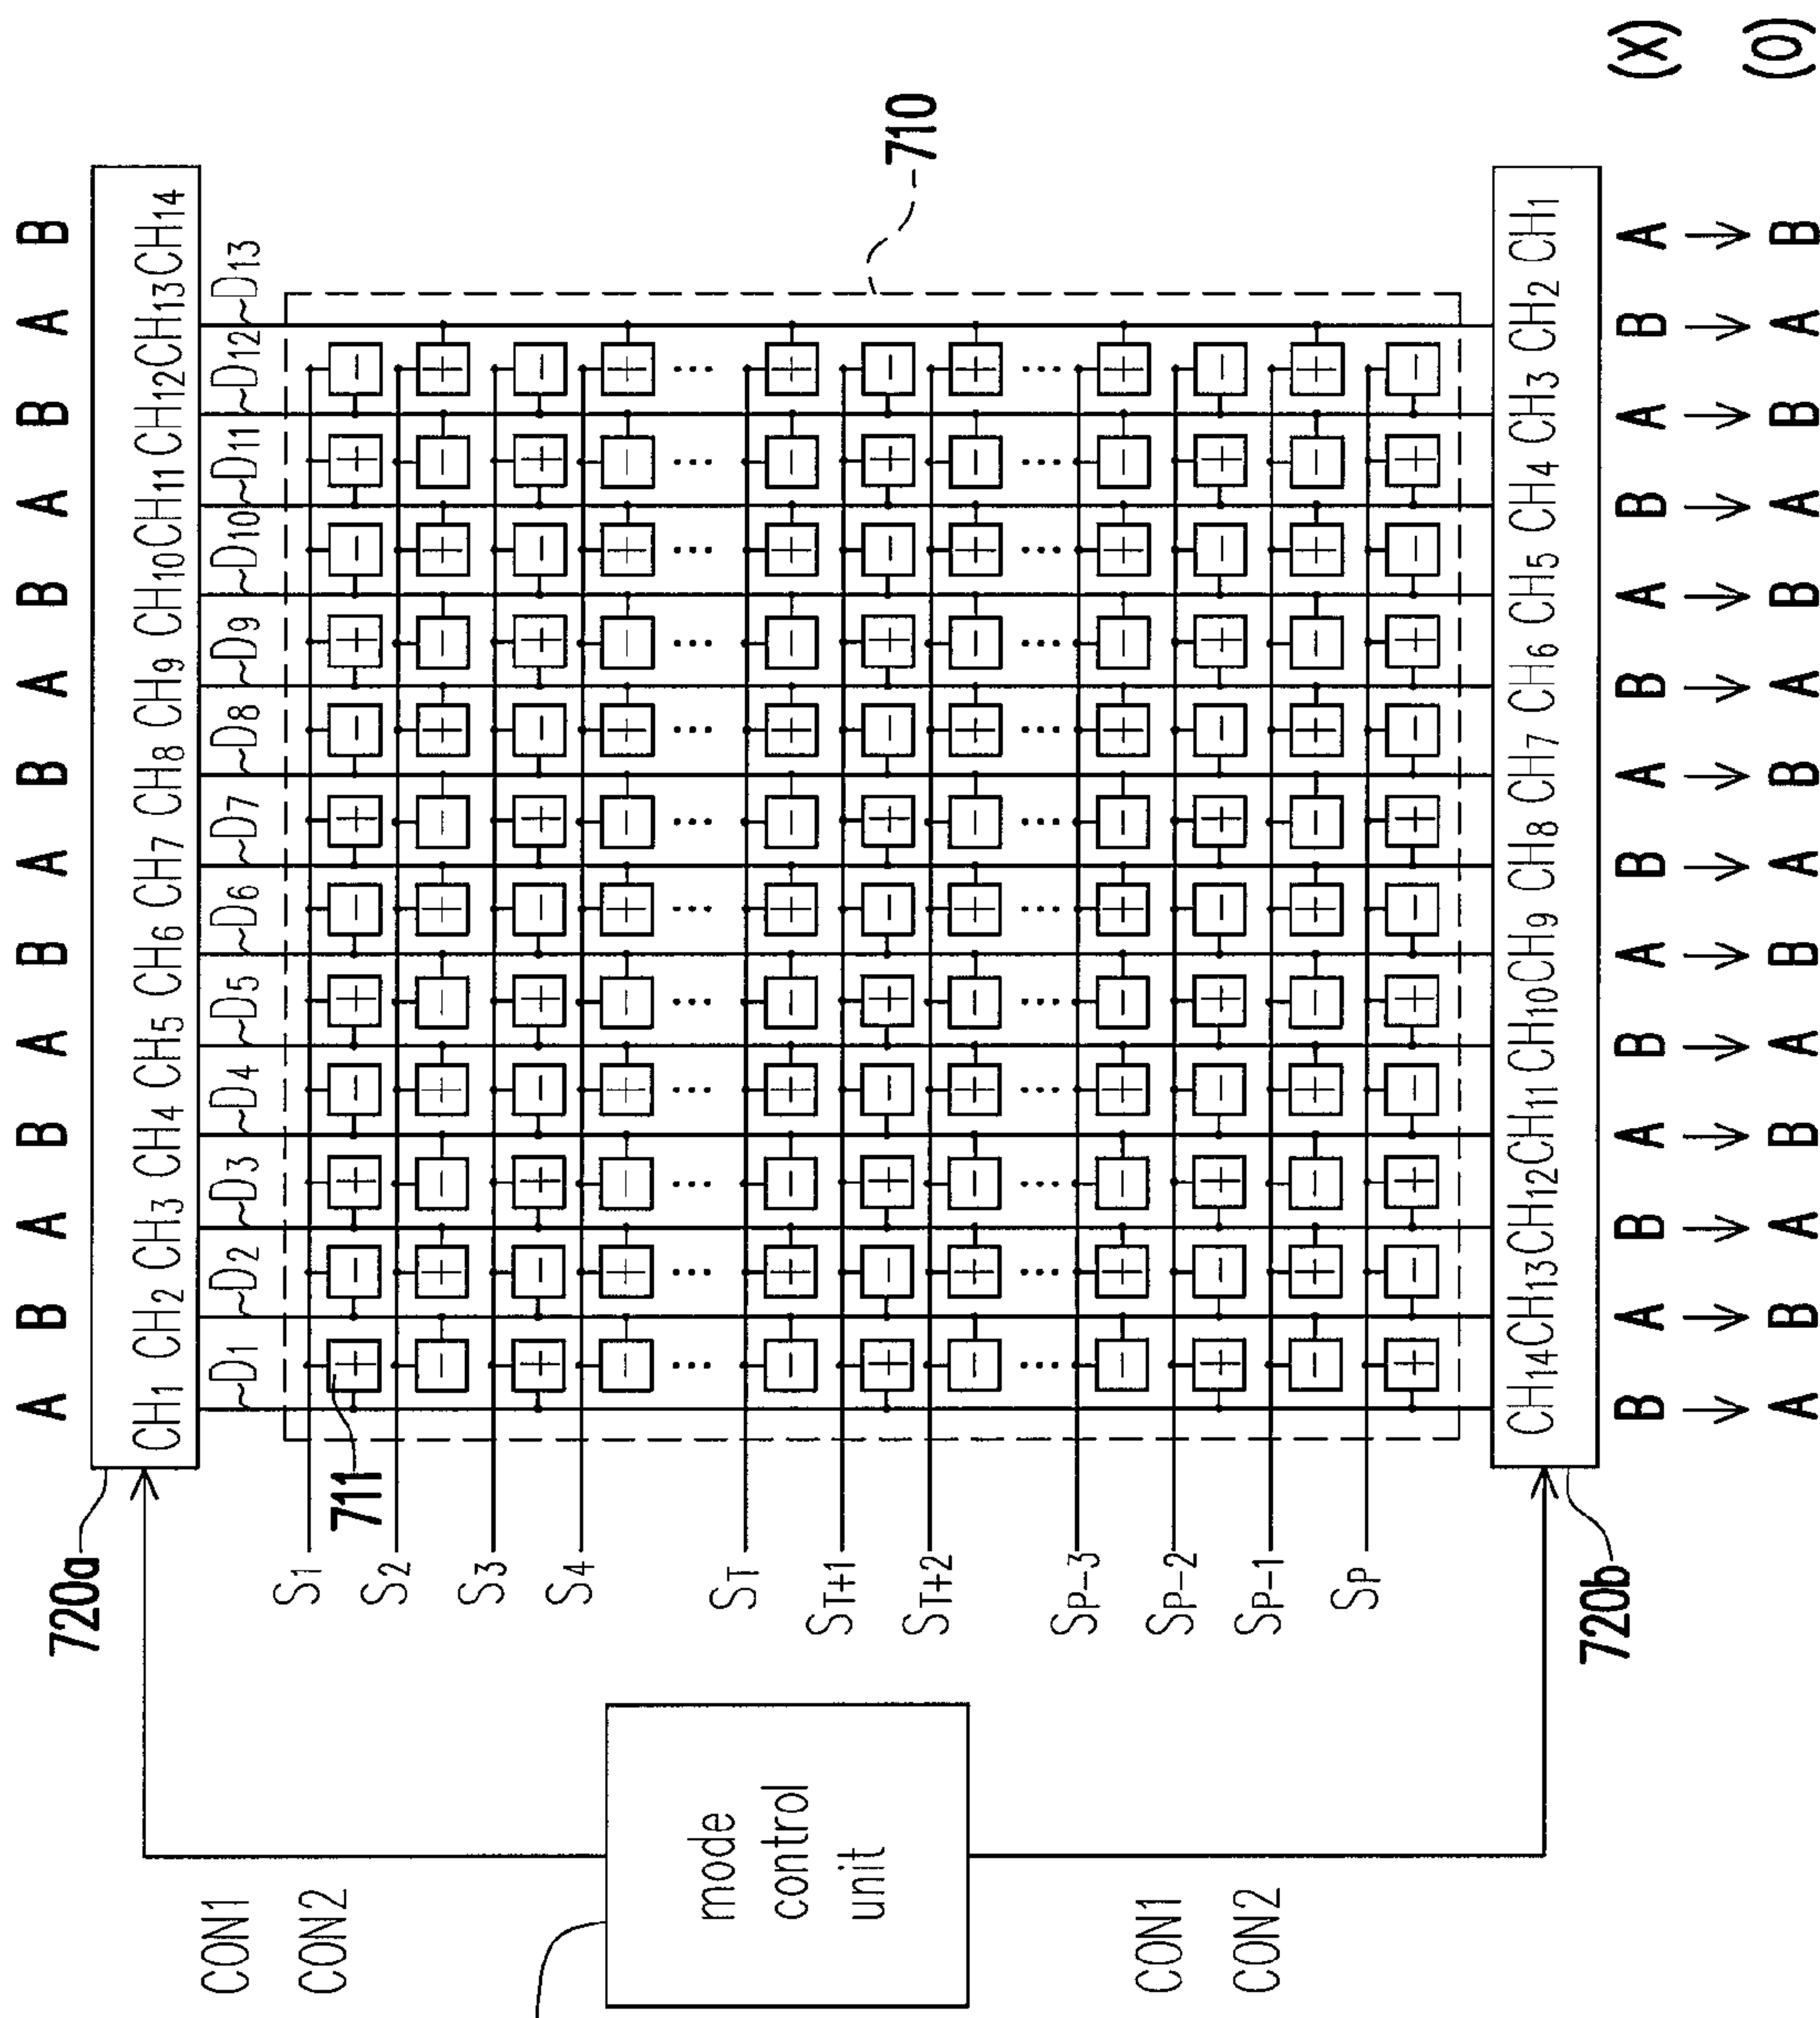 A B A B A B A B A B A B A B
720a
CH1 CH2 CH3 CH4 CH5 CH6 CH7 CH8 CH9 CH10 CH11 CH12 CH13 CH14
D1 D2 D3 D4 D5 D6 D7 D8 D9 D10 D11 D12 D13
CON1
CON2
S1
+ − + − + − + − + − + −
711
S2
− + − + − + − + − + − +
S3
+ − + − + − + − + − + −
S4
− + − + − + − + − + − +
... ... ... ... ... ... ... ... ... ... ... ...
ST
− + − + − + − + − + − +
ST+1
+ − + − + − + − + − + −
ST+2
− + − + − + − + − + − +
... ... ... ... ... ... ... ... ... ... ... ...
SP-3
− + − + − + − + − + − +
SP-2
+ − + − + − + − + − + −
SP-1
− + − + − + − + − + − +
SP
+ − + − + − + − + − + −
710
mode
control
unit
CON1
CON2
CH14 CH13 CH12 CH11 CH10 CH9 CH8 CH7 CH6 CH5 CH4 CH3 CH2 CH1
720b
B A B A B A B A B A B A B A (X)
A B A B A B A B A B A B A B (O)